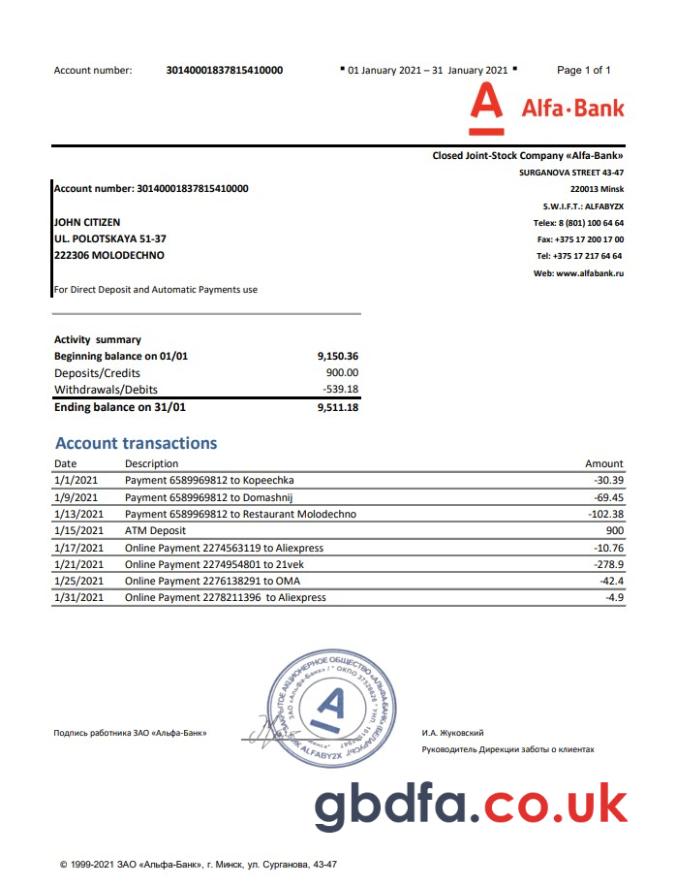 Account number: 30140001837815410000 ▪ 01 January 2021 – 31 January 2021 ▪ Page 1 of 1
A Alfa·Bank
Closed Joint-Stock Company «Alfa-Bank»
SURGANOVA STREET 43-47
Account number: 30140001837815410000
220013 Minsk
S.W.I.F.T.: ALFABYZX
JOHN CITIZEN
Telex: 8 (801) 100 64 64
UL. POLOTSKAYA 51-37
Fax: +375 17 200 17 00
222306 MOLODECHNO
Tel: +375 17 217 64 64
Web: www.alfabank.ru
For Direct Deposit and Automatic Payments use
Activity summary
Beginning balance on 01/01 9,150.36
Deposits/Credits 900.00
Withdrawals/Debits -539.18
Ending balance on 31/01 9,511.18
Account transactions
Date Description Amount
1/1/2021 Payment 6589969812 to Kopeechka -30.39
1/9/2021 Payment 6589969812 to Domashnij -69.45
1/13/2021 Payment 6589969812 to Restaurant Molodechno -102.38
1/15/2021 ATM Deposit 900
1/17/2021 Online Payment 2274563119 to Aliexpress -10.76
1/21/2021 Online Payment 2274954801 to 21vek -278.9
1/25/2021 Online Payment 2276138291 to OMA -42.4
1/31/2021 Online Payment 2278211396 to Aliexpress -4.9
АКЦИОНЕРНОЕ ОБЩЕСТВО «АЛЬФА-БАНК»
ЗАО «Альфа-Банк»
ОКПО 37526626
A
ALFABYZX
Подпись работника ЗАО «Альфа-Банк»
И.А. Жуковский
Руководитель Дирекции заботы о клиентах
gbdfa.co.uk
© 1999-2021 ЗАО «Альфа-Банк», г. Минск, ул. Сурганова, 43-47